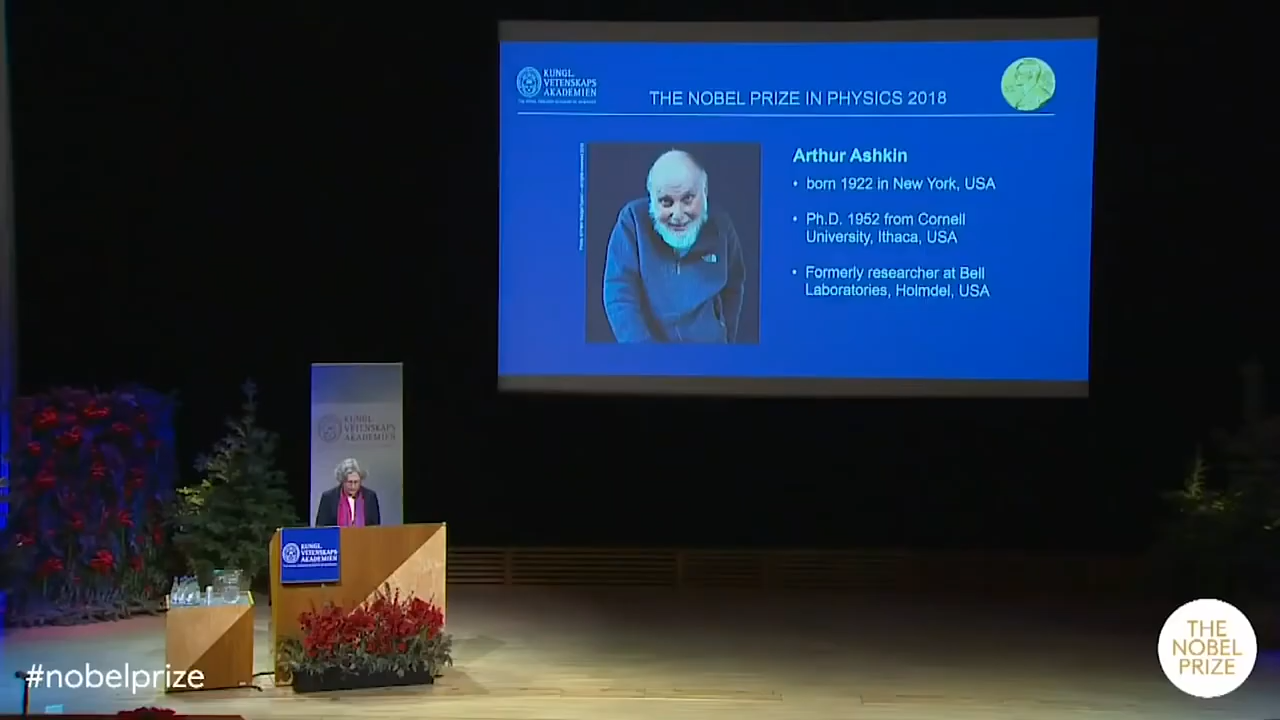 KUNGL.
VETENSKAPS
AKADEMIEN
THE NOBEL PRIZE IN PHYSICS 2018
Arthur Ashkin
• born 1922 in New York, USA
• Ph.D. 1952 from Cornell
University, Ithaca, USA
• Formerly researcher at Bell
Laboratories, Holmdel, USA
KUNGL.
VETENSKAPS
AKADEMIEN
KUNGL.
VETENSKAPS
AKADEMIEN
#nobelprize
THE
NOBEL
PRIZE